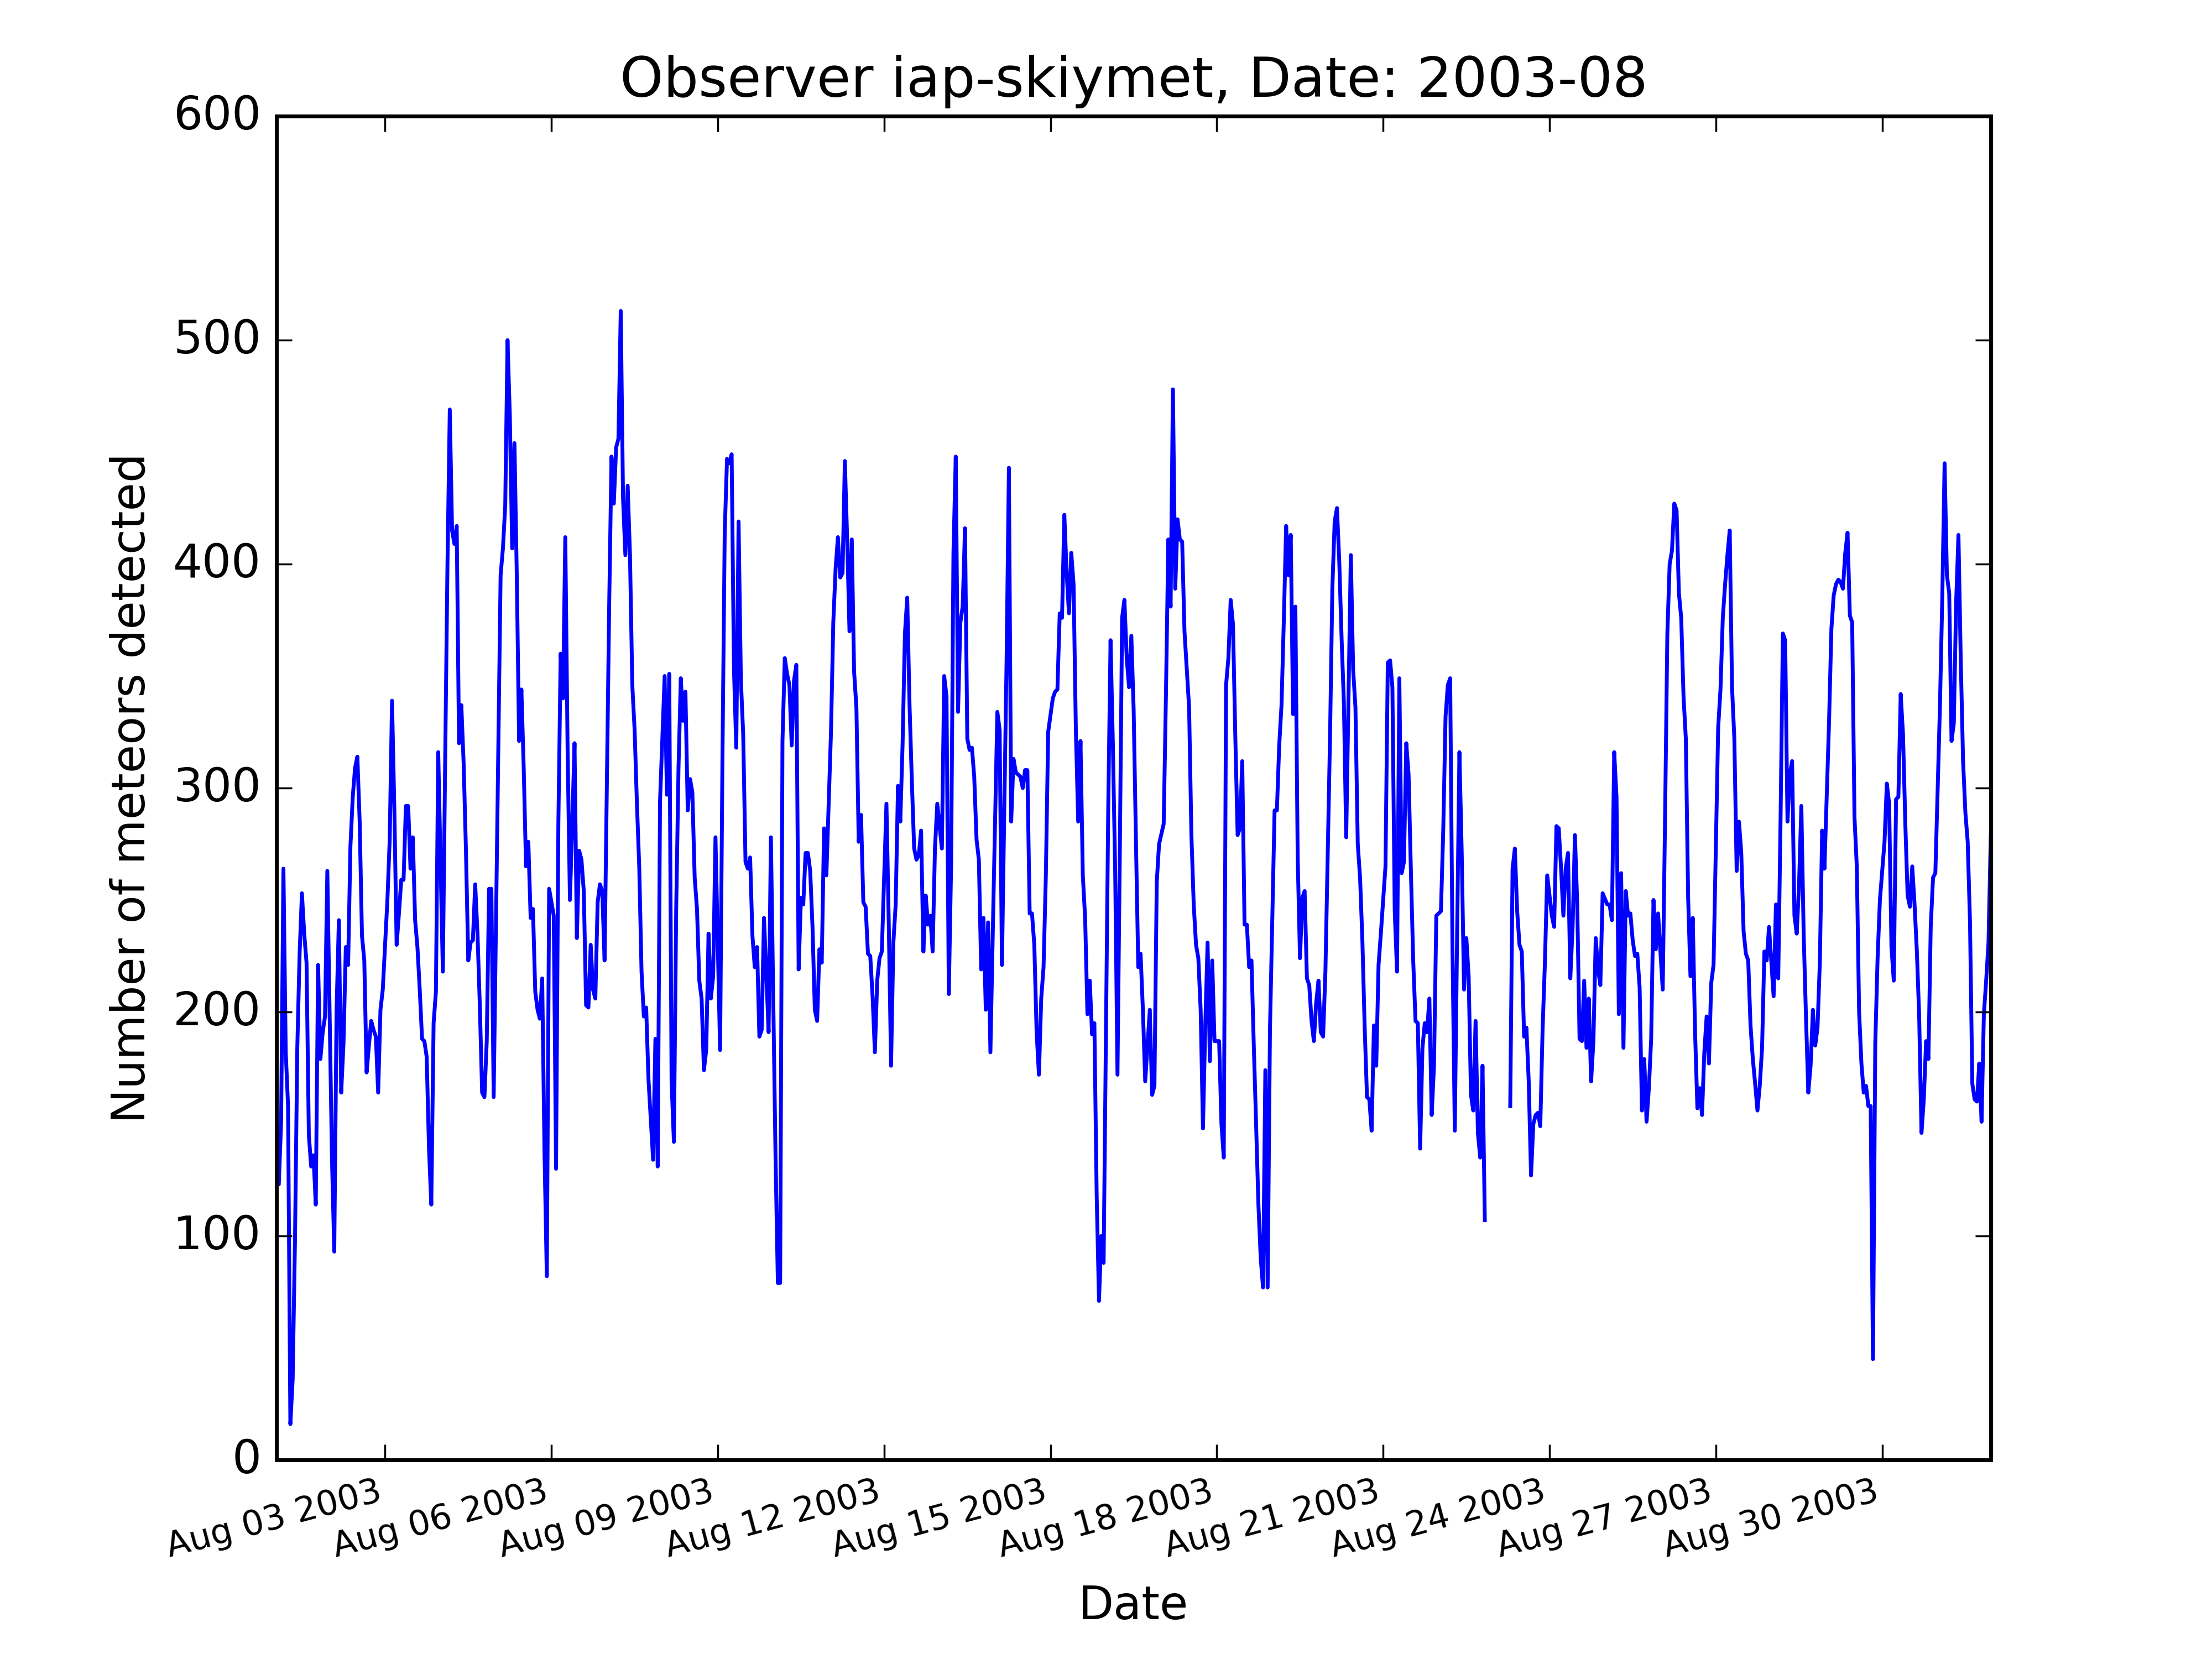 Observer iap-skiymet, Date: 2003-08
600
500
400
300
200
100
0
Number of meteors detected
Aug 03 2003
Aug 06 2003
Aug 09 2003
Aug 12 2003
Aug 15 2003
Aug 18 2003
Aug 21 2003
Aug 24 2003
Aug 27 2003
Aug 30 2003
Date